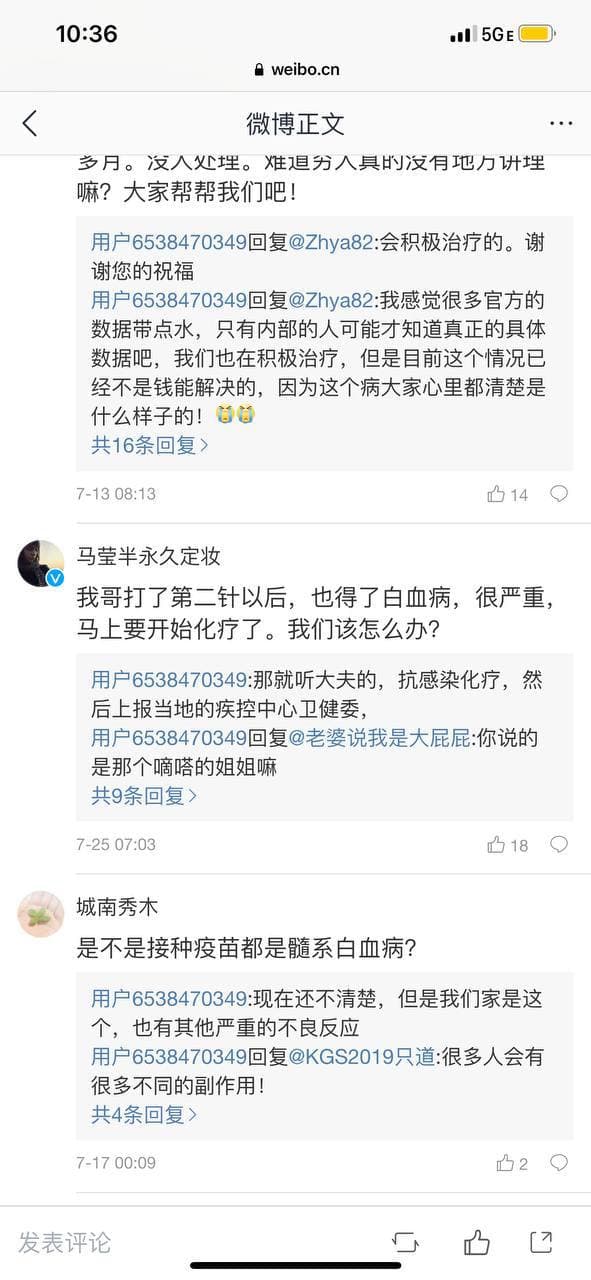 10:36
5GE
weibo.cn
微博正文
多月。没人处理。难道穷人真的没有地方讲理
嘛？大家帮帮我们吧！
用户6538470349回复@Zhya82:会积极治疗的。谢
谢您的祝福
用户6538470349回复@Zhya82:我感觉很多官方的
数据带点水，只有内部的人可能才知道真正的具体
数据吧，我们也在积极治疗，但是目前这个情况已
经不是钱能解决的，因为这个病大家心里都清楚是
什么样子的！😭😭
共16条回复>
7-13 08:13
14
马莹半永久定妆
我哥打了第二针以后，也得了白血病，很严重，
马上要开始化疗了。我们该怎么办？
用户6538470349:那就听大夫的，抗感染化疗，然
后上报当地的疾控中心卫健委，
用户6538470349回复@老婆说我是大屁屁:你说的
是那个嘀嗒的姐姐嘛
共9条回复>
7-25 07:03
18
城南秀木
是不是接种疫苗都是髓系白血病？
用户6538470349:现在还不清楚，但是我们家是这
个，也有其他严重的不良反应
用户6538470349回复@KGS2019只道:很多人会有
很多不同的副作用！
共4条回复>
7-17 00:09
2
发表评论